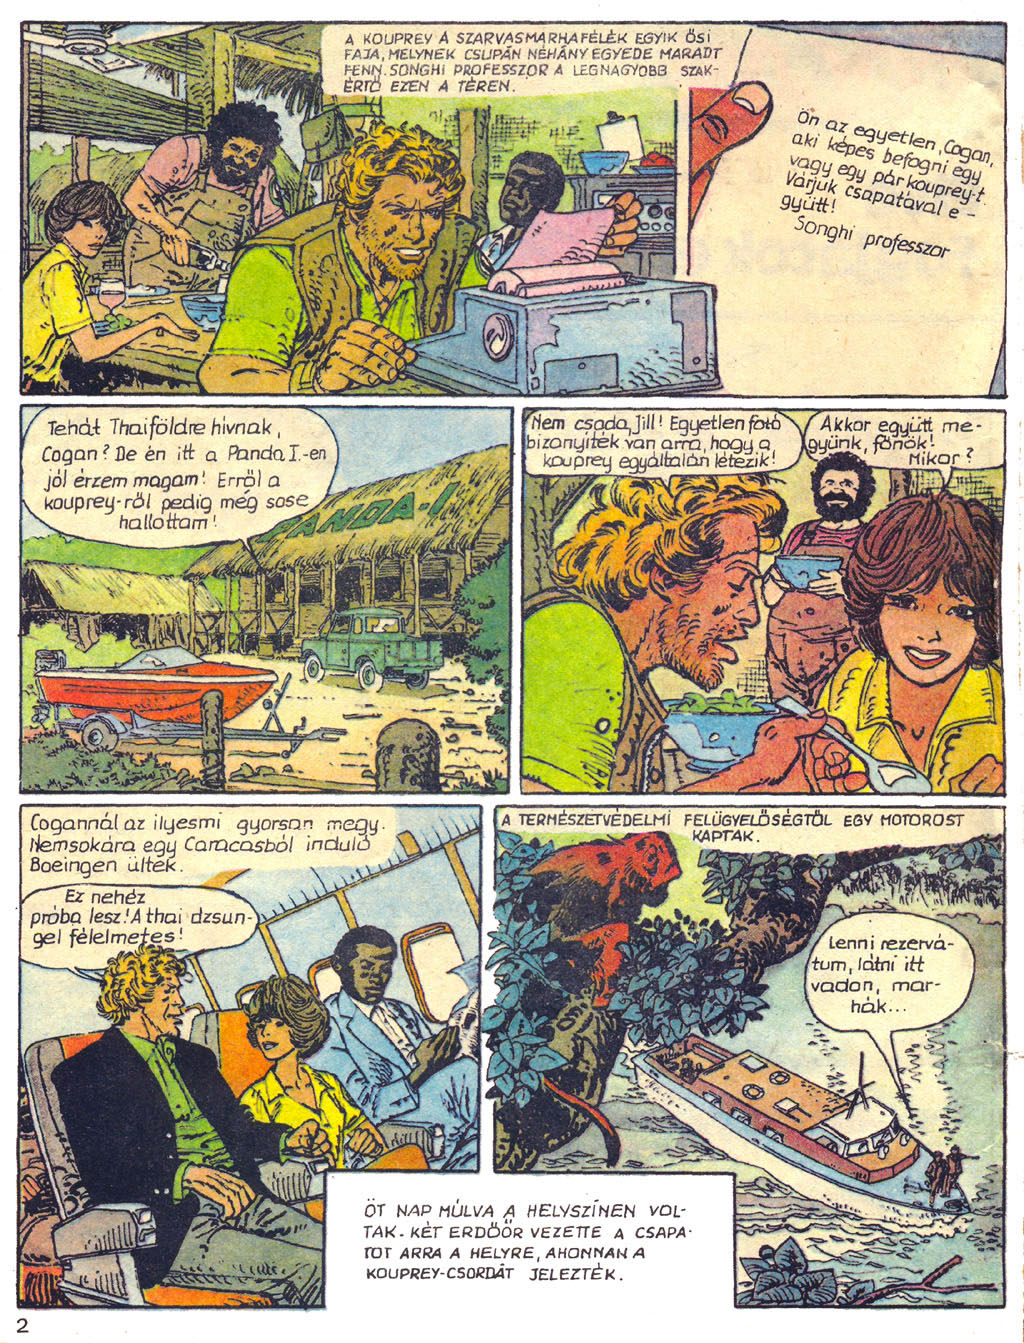 A KOUPREY A SZARVASMARHAFÉLÉK EGYIK ŐSI
FAJA, MELYNEK CSUPÁN NÉHÁNY EGYEDE MARADT
FENN. SONGHI PROFESSZOR A LEGNAGYOBB SZAK-
ÉRTŐ EZEN A TÉREN.
Ön az egyetlen, Cogan,
aki képes befogni egy
vagy egy pár kouprey-t.
Várjuk csapatával e-
gyütt!
Songhi professzor
Tehát Thaiföldre hívnak,
Cogan? De én itt a Panda I.-en
jól érzem magam! Erről a
kouprey-ről pedig még sose
hallottam!
PANDA-I
Nem csoda, Jill! Egyetlen fotó
bizonyíték van arra, hogy a
kouprey egyáltalán létezik!
Akkor együtt me-
gyünk, főnök!
Mikor?
Cogannál az ilyesmi gyorsan megy.
Nemsokára egy Caracasból induló
Boeingen ültek.
Ez nehéz
próba lesz! A thai dzsun-
gel félelmetes!
A TERMÉSZETVÉDELMI FELÜGYELŐSÉGTŐL EGY MOTOROST
KAPTAK.
Lenni rezervá-
tum, látni itt
vadon, mar-
hák...
ÖT NAP MÚLVA A HELYSZÍNEN VOL-
TAK. KÉT ERDŐŐR VEZETTE A CSAPA-
TOT ARRA A HELYRE, AHONNAN A
KOUPREY-CSORDÁT JELEZTÉK.
2